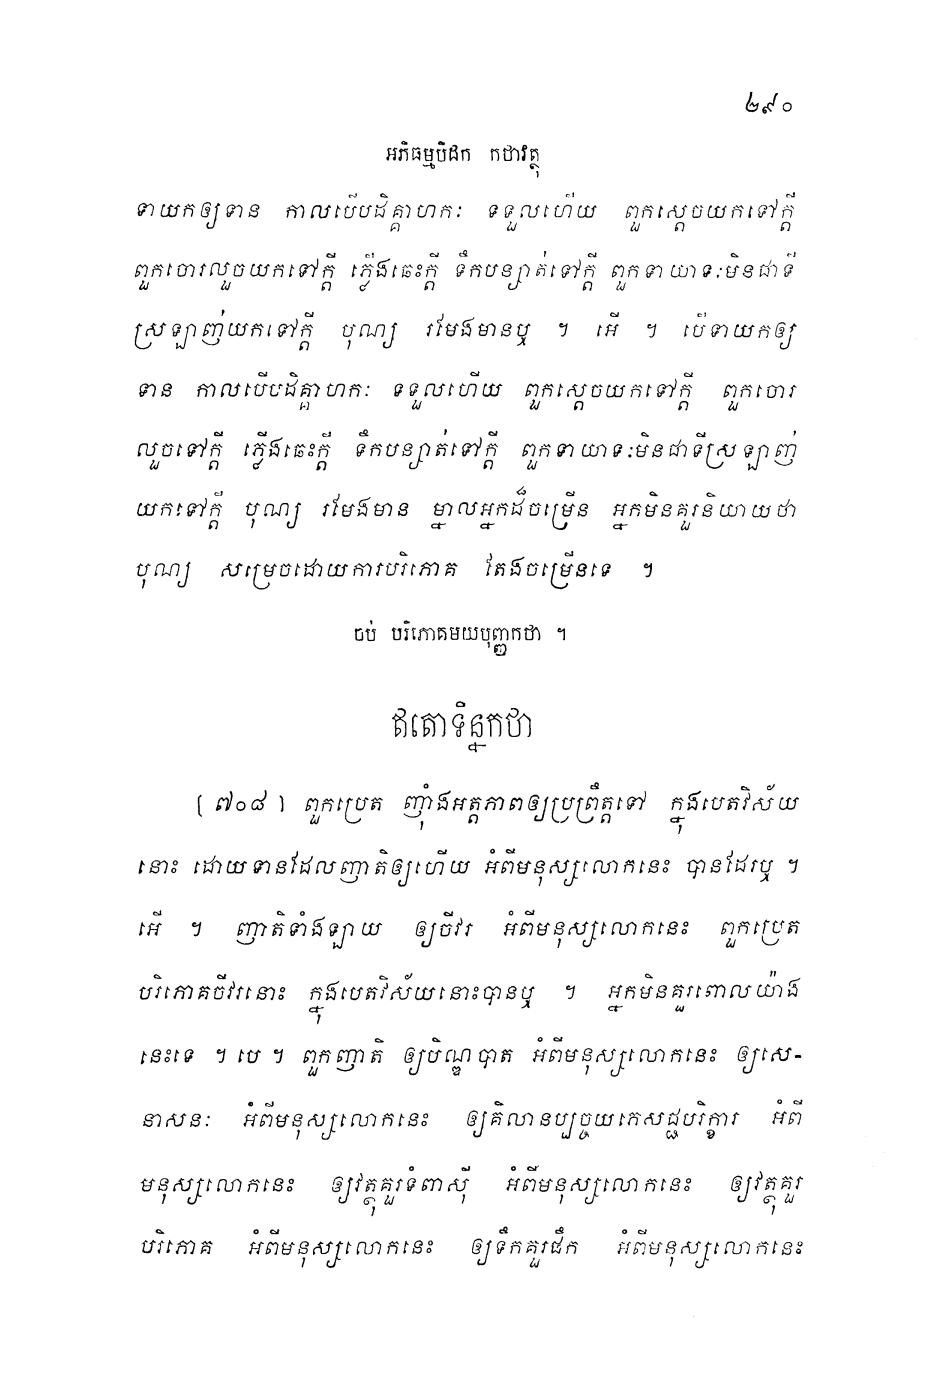 ២៩០
អភិធម្មបិដក កថាវត្ថុ
ទាយកឲ្យទាន កាលបើបដិគ្គាហកៈ ទទួលហើយ ពួកស្តេចយកទៅក្តី
ពួកចោរលួចយកទៅក្តី ភ្លើងឆេះក្តី ទឹកបន្សាត់ទៅក្តី ពួកទាយាទៈមិនជាទី
ស្រឡាញ់យកទៅក្តី បុណ្យ រមែងមានឬ ។ អើ ។ បើទាយកឲ្យ
ទាន កាលបើបដិគ្គាហកៈ ទទួលហើយ ពួកស្តេចយកទៅក្តី ពួកចោរ
លួចទៅក្តី ភ្លើងឆេះក្តី ទឹកបន្សាត់ទៅក្តី ពួកទាយាទៈមិនជាទីស្រឡាញ់
យកទៅក្តី បុណ្យ រមែងមាន ម្នាលអ្នកដ៏ចម្រើន អ្នកមិនគួរនិយាយថា
បុណ្យ សម្រេចដោយការបរិភោគ តែងចម្រើនទេ ។
ចប់ បរិភោគមយបុញ្ញកថា ។
ឥតោទិន្នកថា
[៧០៨] ពួកប្រេត ញុំាងអត្តភាពឲ្យប្រព្រឹត្តទៅ ក្នុងបេតវិស័យ
នោះ ដោយទានដែលញាតិឲ្យហើយ អំពីមនុស្សលោកនេះ បានដែរឬ ។
អើ ។ ញាតិទាំងឡាយ ឲ្យចីវរ អំពីមនុស្សលោកនេះ ពួកប្រេត
បរិភោគចីវរនោះ ក្នុងបេតវិស័យនោះបានឬ ។ អ្នកមិនគួរពោលយ៉ាង
នេះទេ ។ បេ ។ ពួកញាតិ ឲ្យបិណ្ឌបាត អំពីមនុស្សលោកនេះ ឲ្យសេ-
នាសនៈ អំពីមនុស្សលោកនេះ ឲ្យគិលានប្បច្ចយភេសជ្ជបរិក្ខារ អំពី
មនុស្សលោកនេះ ឲ្យវត្ថុគួរទំពាស៊ី អំពីមនុស្សលោកនេះ ឲ្យវត្ថុគួរ
បរិភោគ អំពីមនុស្សលោកនេះ ឲ្យទឹកគួរផឹក អំពីមនុស្សលោកនេះ